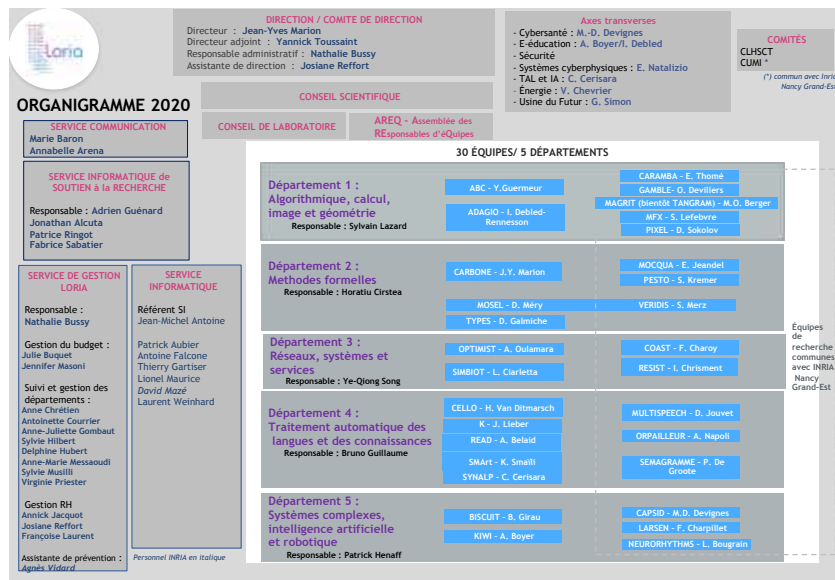 Loria
ORGANIGRAMME 2020
DIRECTION / COMITE DE DIRECTION
Directeur : Jean-Yves Marion
Directeur adjoint : Yannick Toussaint
Responsable administratif : Nathalie Bussy
Assistante de direction : Josiane Reffort
Axes transverses
- Cybersanté : M.-D. Devignes
- E-éducation : A. Boyer/I. Debled
- Sécurité
- Systèmes cyberphysiques : E. Natalizio
- TAL et IA : C. Cerisara
- Énergie : V. Chevrier
- Usine du Futur : G. Simon
COMITÉS
CLHSCT
CUMI *
(*) commun avec Inria
Nancy Grand-Est
CONSEIL SCIENTIFIQUE
CONSEIL DE LABORATOIRE
AREQ - Assemblée des
REsponsables d'éQuipes
SERVICE COMMUNICATION
Marie Baron
Annabelle Arena
SERVICE INFORMATIQUE de
SOUTIEN à la RECHERCHE
Responsable : Adrien Guénard
Jonathan Alcuta
Patrice Ringot
Fabrice Sabatier
SERVICE DE GESTION
LORIA
Responsable :
Nathalie Bussy
Gestion du budget :
Julie Buquet
Jennifer Masoni
Suivi et gestion des
départements :
Anne Chrétien
Antoinette Courrier
Anne-Juliette Gombaut
Sylvie Hilbert
Delphine Hubert
Anne-Marie Messaoudi
Sylvie Musilli
Virginie Priester
Gestion RH
Annick Jacquot
Josiane Reffort
Françoise Laurent
Assistante de prévention :
Agnès Vidard
SERVICE
INFORMATIQUE
Référent SI
Jean-Michel Antoine
Patrick Aubier
Antoine Falcone
Thierry Gartiser
Lionel Maurice
David Mazé
Laurent Weinhard
Personnel INRIA en italique
30 ÉQUIPES/ 5 DÉPARTEMENTS
Département 1 :
Algorithmique, calcul,
image et géométrie
Responsable : Sylvain Lazard
ABC - Y.Guermeur
ADAGIO - I. Debled-
Rennesson
CARAMBA - E. Thomé
GAMBLE- O. Devillers
MAGRIT (bientôt TANGRAM) - M.O. Berger
MFX - S. Lefebvre
PIXEL - D. Sokolov
Département 2 :
Methodes formelles
Responsable : Horatiu Cirstea
CARBONE - J.Y. Marion
MOSEL - D. Méry
TYPES - D. Galmiche
MOCQUA - E. Jeandel
PESTO - S. Kremer
VERIDIS - S. Merz
Département 3 :
Réseaux, systèmes et
services
Responsable : Ye-Qiong Song
OPTIMIST - A. Oulamara
SIMBIOT - L. Ciarletta
COAST - F. Charoy
RESIST - I. Chrisment
Département 4 :
Traitement automatique des
langues et des connaissances
Responsable : Bruno Guillaume
CELLO - H. Van Ditmarsch
K - J. Lieber
READ - A. Belaid
SMArt - K. Smaïli
SYNALP - C. Cerisara
MULTISPEECH - D. Jouvet
ORPAILLEUR - A. Napoli
SEMAGRAMME - P. De
Groote
Département 5 :
Systèmes complexes,
intelligence artificielle
et robotique
Responsable : Patrick Henaff
BISCUIT - B. Girau
KIWI - A. Boyer
CAPSID - M.D. Devignes
LARSEN - F. Charpillet
NEURORHYTHMS - L. Bougrain
Équipes
de
recherche
communes
avec INRIA
Nancy
Grand-Est